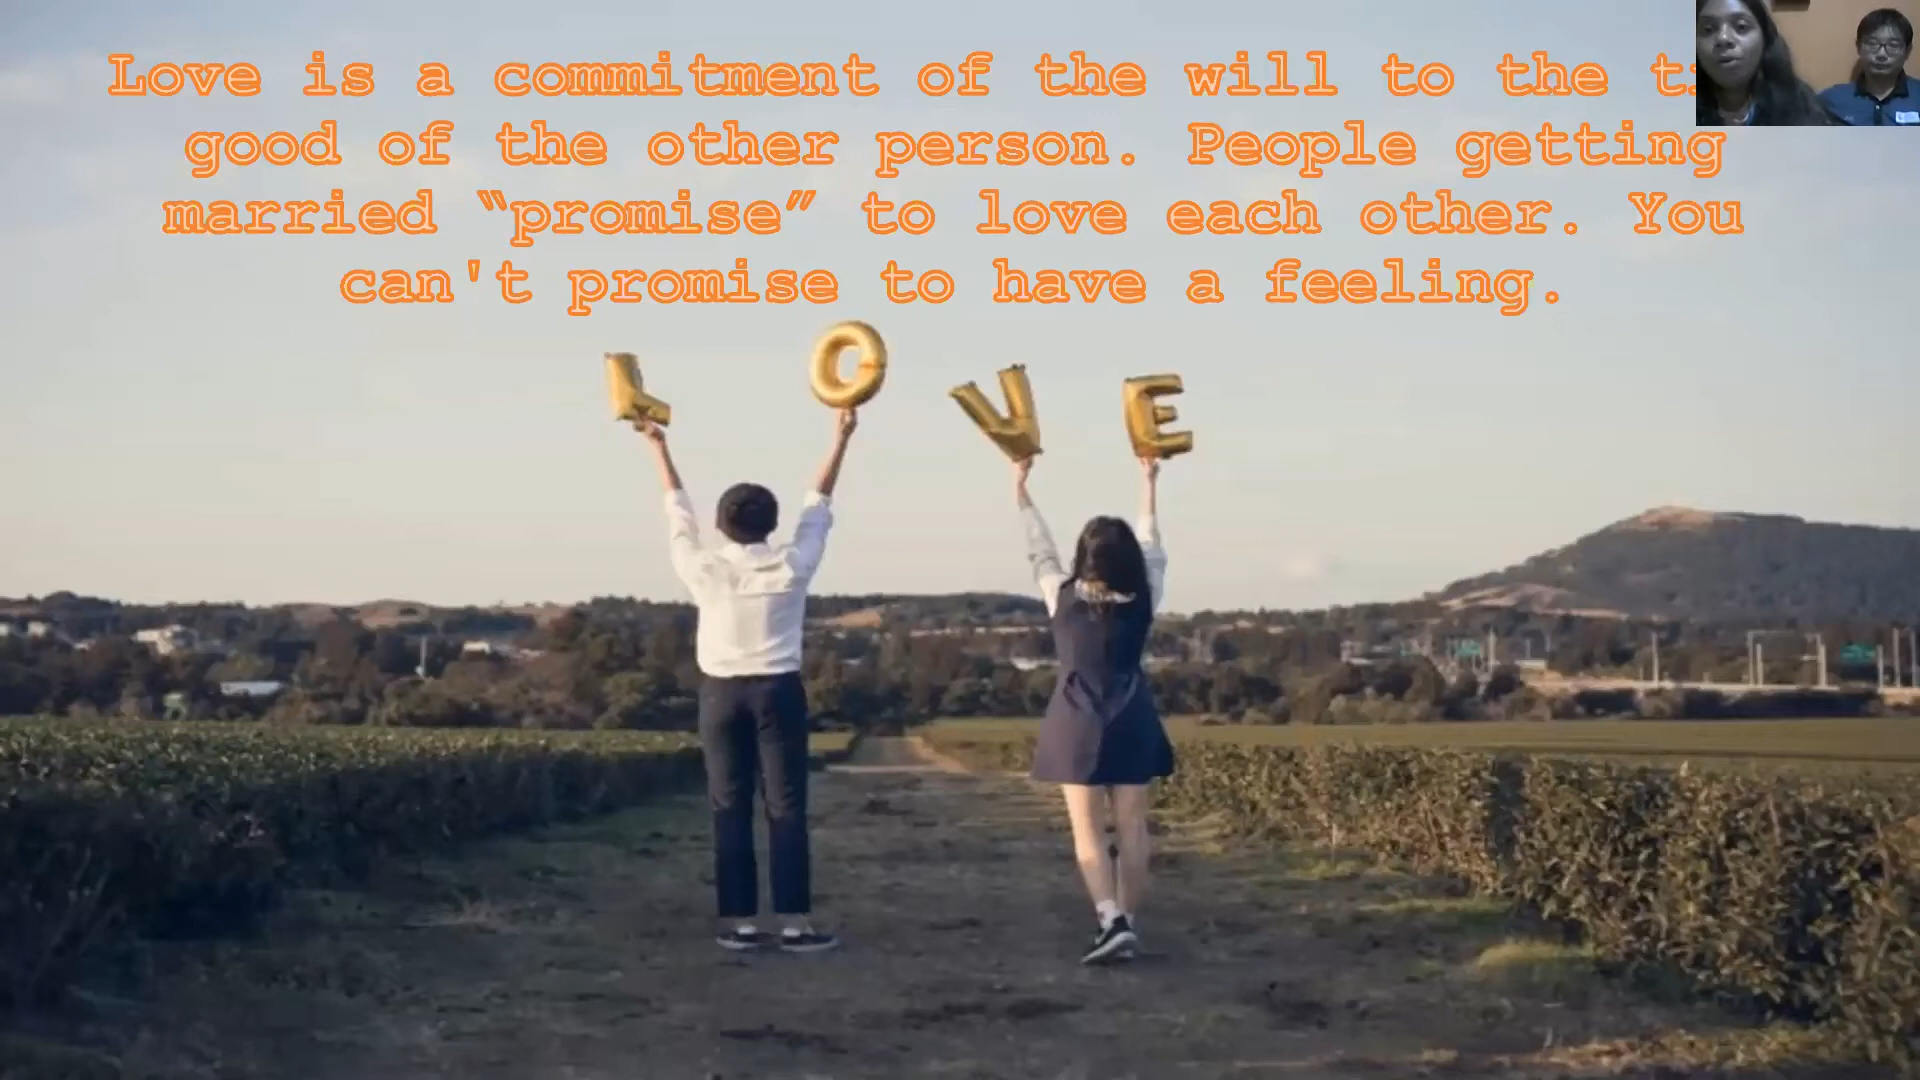 Love is a commitment of the will to the
good of the other person. People getting
married “promise” to love each other. You
can't promise to have a feeling.
L O V E